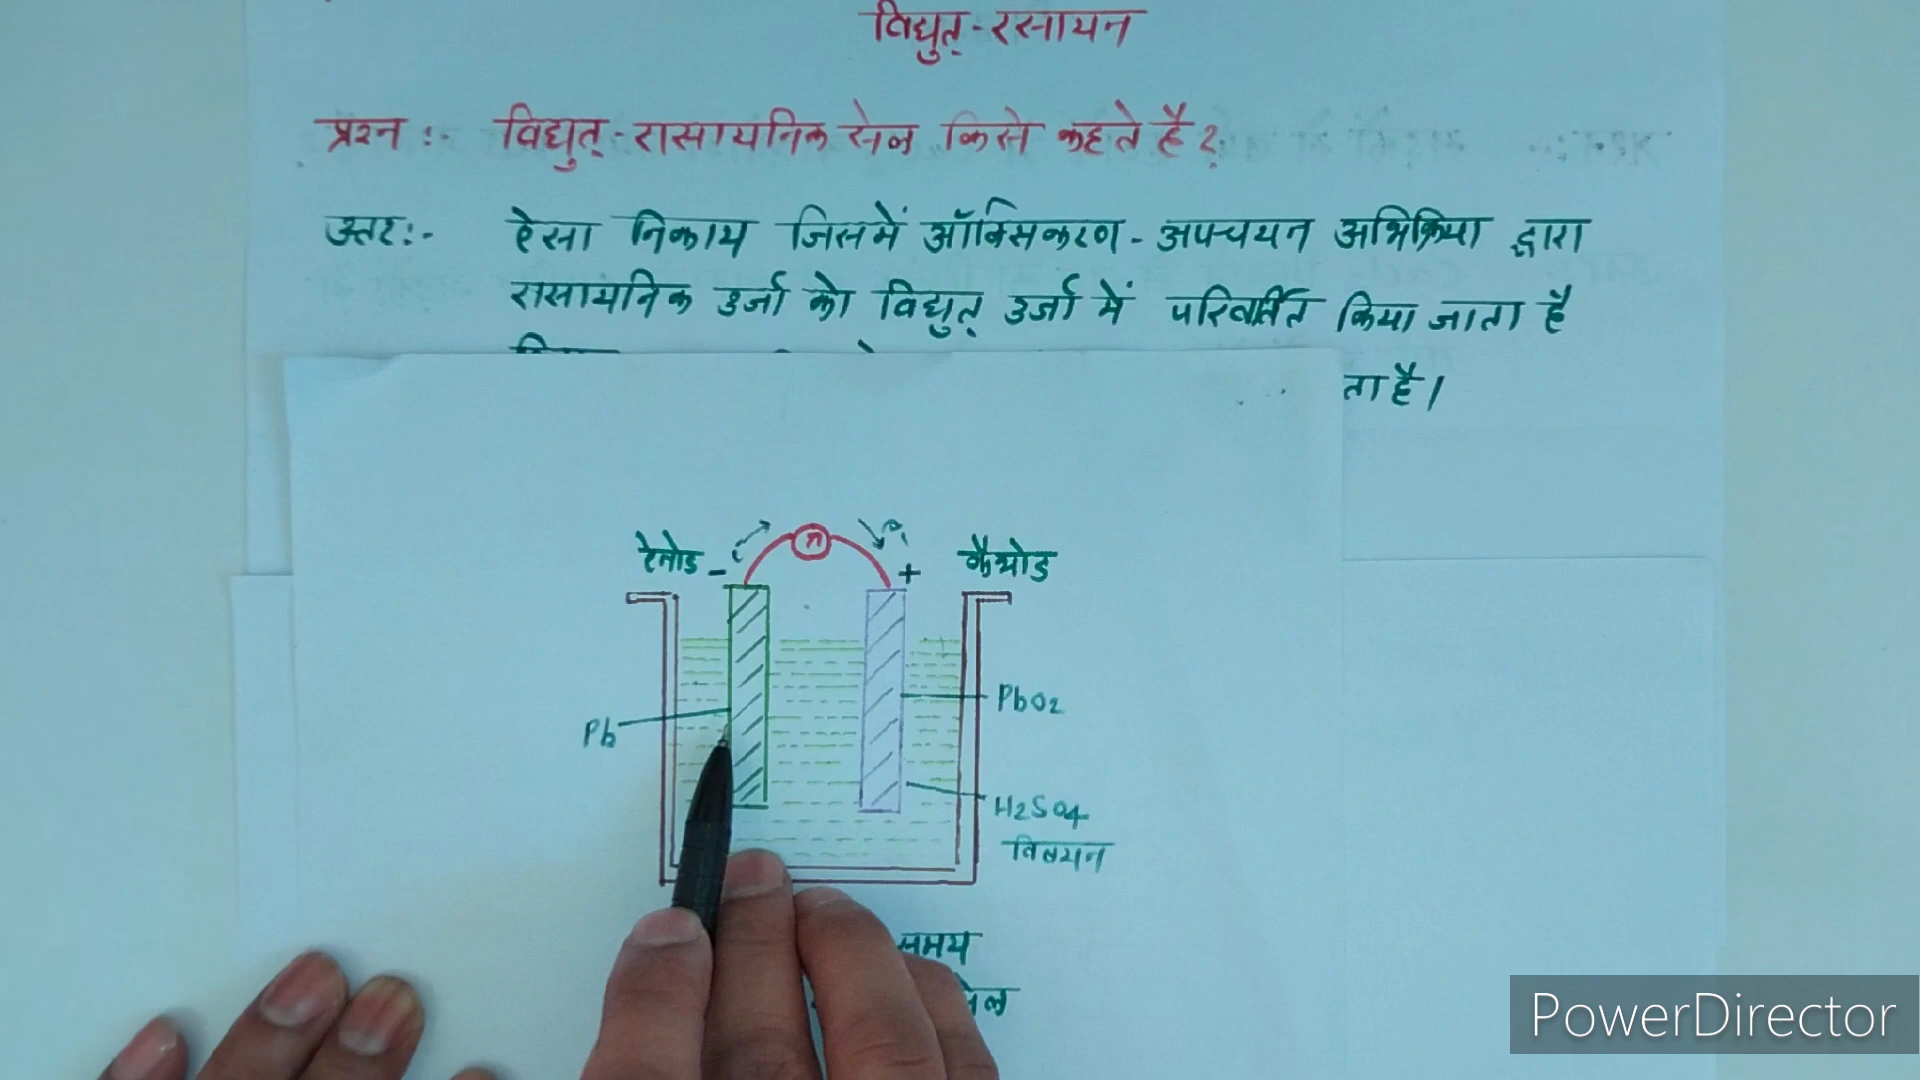 विद्युत्-रसायन
प्रश्न :- विद्युत्-रासायनिक सेल किसे कहते है?
उत्तर:- ऐसा निकाय जिसमें ऑक्सिकरण - अपचयन अभिक्रिया द्वारा
रासायनिक उर्जा को विद्युत् उर्जा में परिवर्तित किया जाता है
ता है।
ऐनोड - + कैथोड
Pb
PbO2
H2SO4
विलयन
समय
सेल
PowerDirector